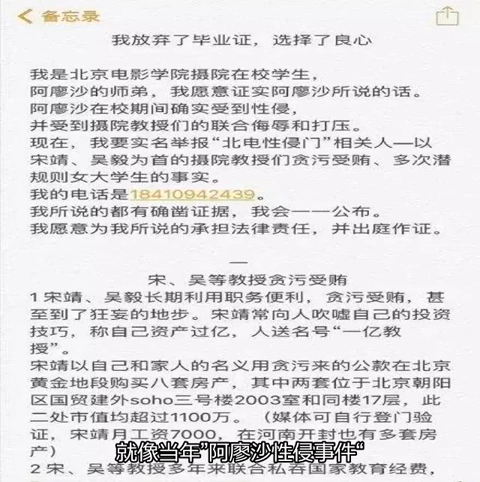 备忘录
我放弃了毕业证，选择了良心
我是北京电影学院摄院在校学生，
阿廖沙的师弟，我愿意证实阿廖沙所说的话。
阿廖沙在校期间确实受到性侵，
并受到摄院教授们的联合侮辱和打压。
现在，我要实名举报“北电性侵门”相关人—以
宋靖、吴毅为首的摄院教授们贪污受贿、多次潜
规则女大学生的事实。
我的电话是18410942439。
我所说的都有确凿证据，我会一一公布。
我愿意为我所说的承担法律责任，并出庭作证。
一
宋、吴等教授贪污受贿
1 宋靖、吴毅长期利用职务便利，贪污受贿，甚
至到了狂妄的地步。宋靖常向人吹嘘自己的投资
技巧，称自己资产过亿，人送名号“一亿教
授”。
宋靖以自己和家人的名义用贪污来的公款在北京
黄金地段购买八套房产，其中两套位于北京朝阳
区国贸建外soho三号楼2003室和同楼17层，此
二处市值均超过1100万。（媒体可自行登门验
证，宋靖月工资7000，在河南开封也有多套房
产）
就像当年"阿廖沙性侵事件"
2 宋、吴等教授多年来联合私吞国家教育经费，